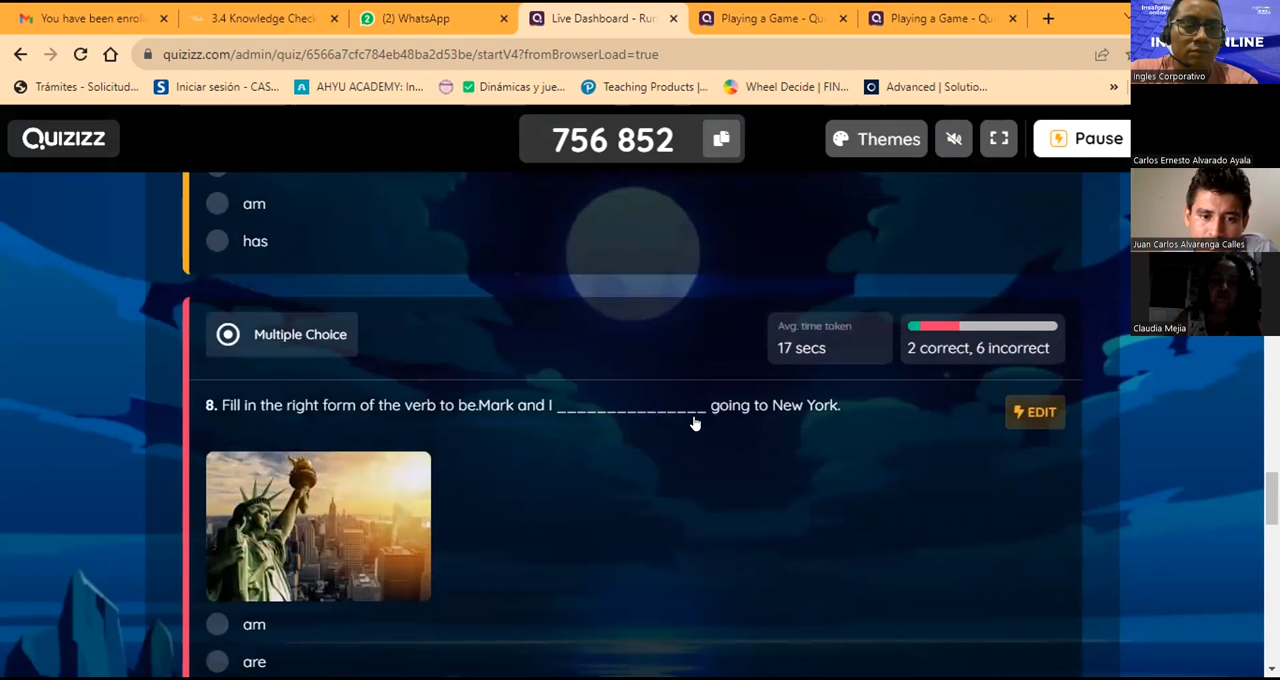 You have been enroll
3.4 Knowledge Check
(2) WhatsApp
Live Dashboard - Run
Playing a Game - Qu
Playing a Game - Qu
quizizz.com/admin/quiz/6566a7cfc784eb48ba2d53be/startV4?fromBrowserLoad=true
Trámites - Solicitud...
Iniciar sesión - CAS...
AHYU ACADEMY: In...
Dinámicas y jue...
Teaching Products |...
Wheel Decide | FIN...
Advanced | Solutio...
Ingles Corporativo
Carlos Ernesto Alvarado Ayala
Juan Carlos Alvarenga Calles
Claudia Mejia
QUIZIZZ
756 852
Themes
Pause
am
has
Multiple Choice
Avg. time taken
17 secs
2 correct, 6 incorrect
8. Fill in the right form of the verb to be.Mark and I _______________ going to New York.
EDIT
am
are